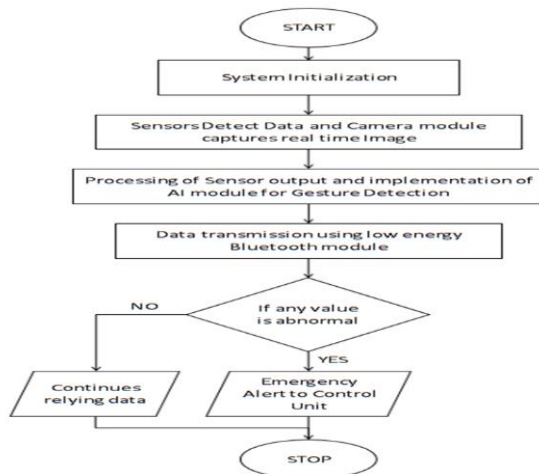 START
System Initialization
Sensors Detect Data and Camera module
captures real time Image
Processing of Sensor output and implementation of
AI module for Gesture Detection
Data transmission using low energy
Bluetooth module
If any value
is abnormal
NO
YES
Continues
relying data
Emergency
Alert to Control
Unit
STOP